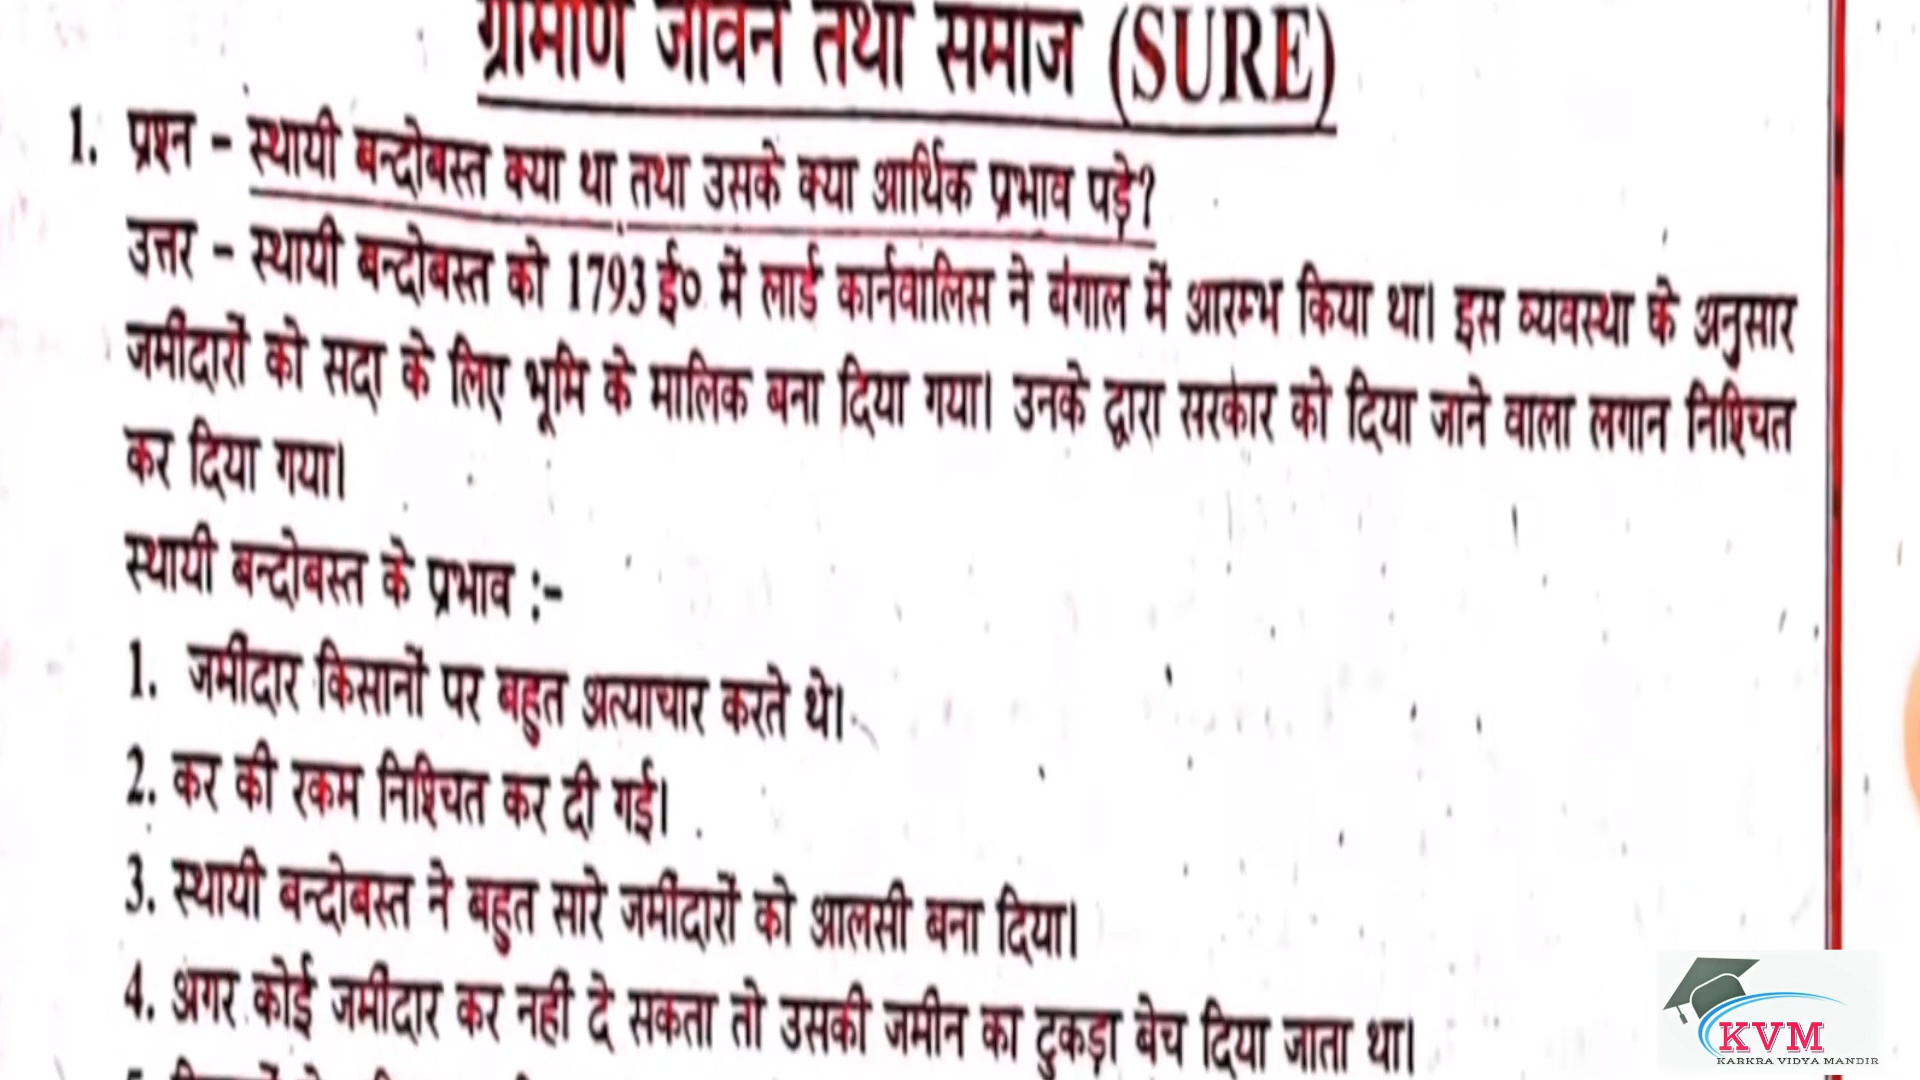 ग्रामीण जीवन तथा समाज (SURE)
1. प्रश्न - स्थायी बन्दोबस्त क्या था तथा उसके क्या आर्थिक प्रभाव पड़े?
उत्तर - स्थायी बन्दोबस्त को 1793 ई० में लार्ड कार्नवालिस ने बंगाल में आरम्भ किया था। इस व्यवस्था के अनुसार
जमींदारों को सदा के लिए भूमि के मालिक बना दिया गया। उनके द्वारा सरकार को दिया जाने वाला लगान निश्चित
कर दिया गया।
स्थायी बन्दोबस्त के प्रभाव :-
1. जमींदार किसानों पर बहुत अत्याचार करते थे।
2. कर की रकम निश्चित कर दी गई।
3. स्थायी बन्दोबस्त ने बहुत सारे जमींदारों को आलसी बना दिया।
4. अगर कोई जमींदार कर नहीं दे सकता तो उसकी जमीन का टुकड़ा बेच दिया जाता था।
KVM
KARKRA VIDYA MANDIR